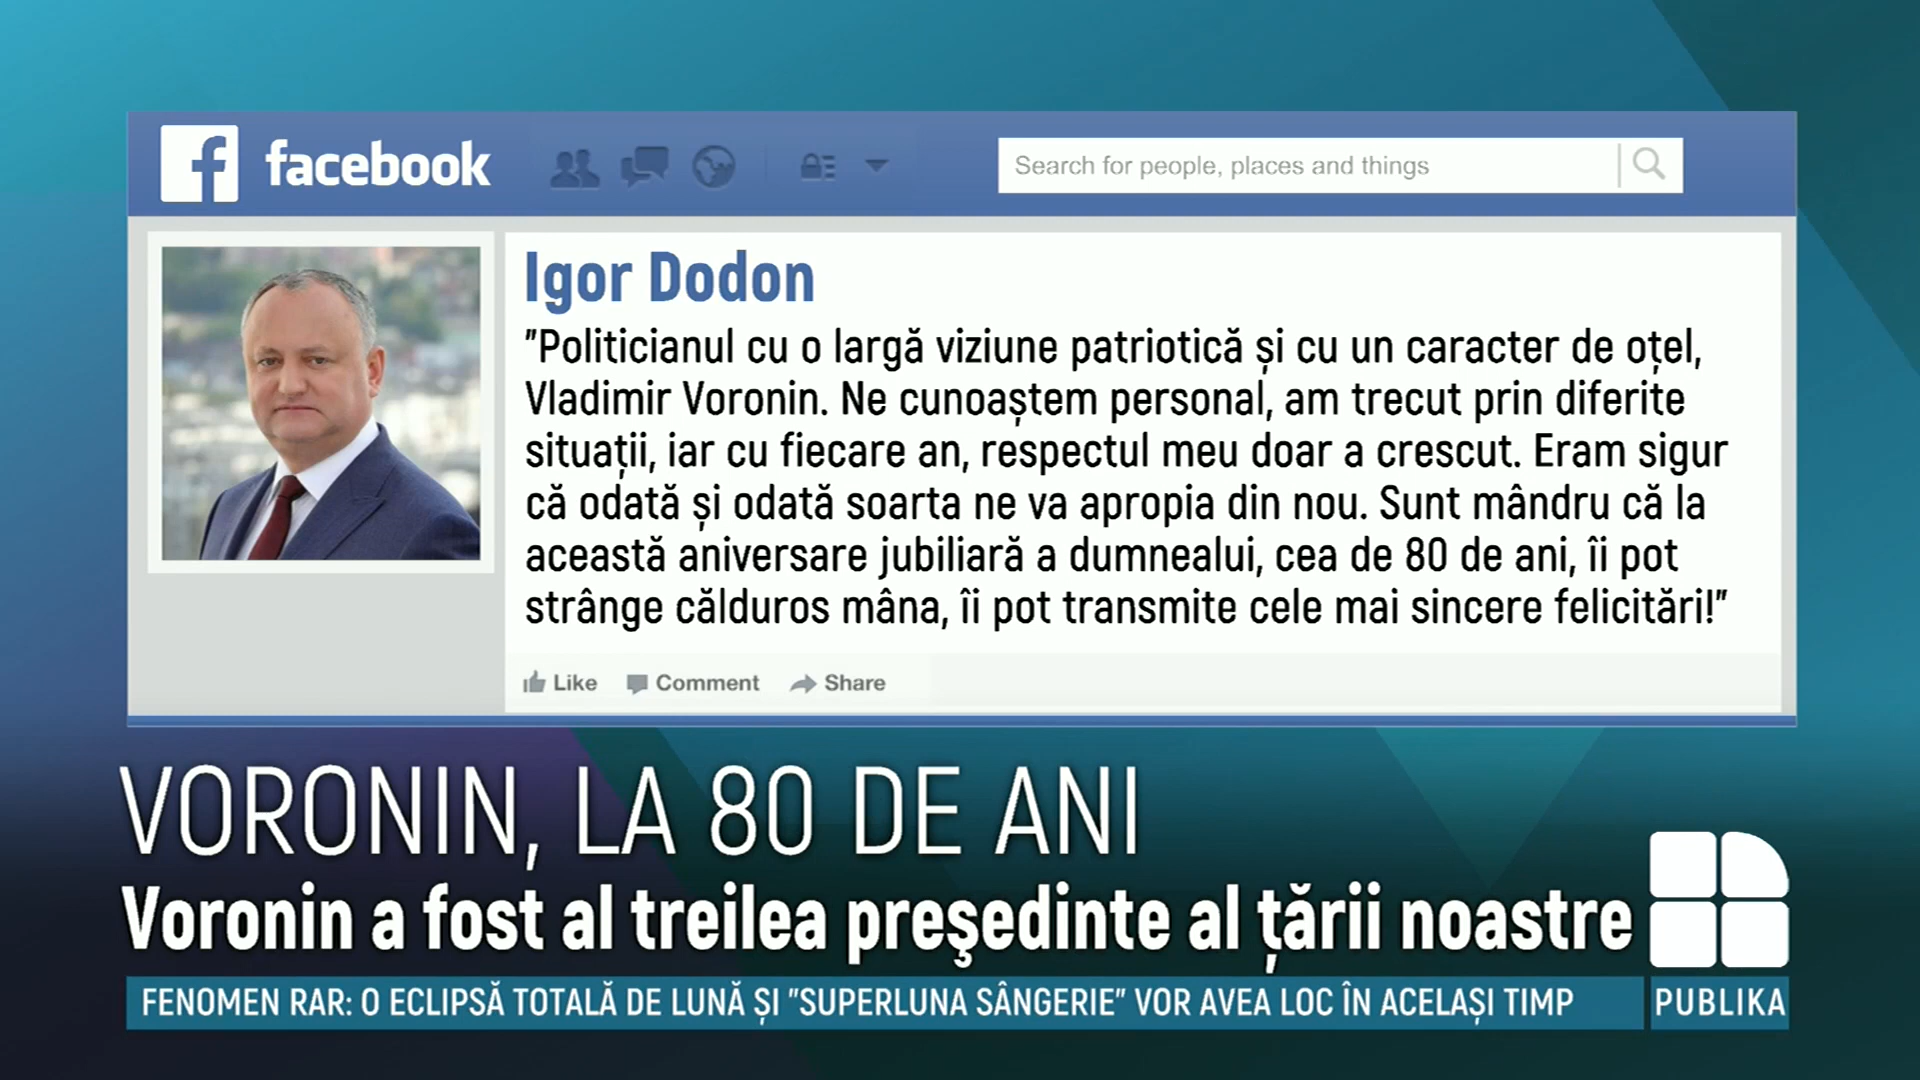 facebook
Search for people, places and things
Igor Dodon
"Politicianul cu o largă viziune patriotică și cu un caracter de oțel,
Vladimir Voronin. Ne cunoaștem personal, am trecut prin diferite
situații, iar cu fiecare an, respectul meu doar a crescut. Eram sigur
că odată și odată soarta ne va apropia din nou. Sunt mândru că la
această aniversare jubiliară a dumnealui, cea de 80 de ani, îi pot
strânge călduros mâna, îi pot transmite cele mai sincere felicitări!"
Like Comment Share
VORONIN, LA 80 DE ANI
Voronin a fost al treilea preşedinte al țării noastre
FENOMEN RAR: O ECLIPSĂ TOTALĂ DE LUNĂ ȘI "SUPERLUNA SÂNGERIE" VOR AVEA LOC ÎN ACELAȘI TIMP
PUBLIKA